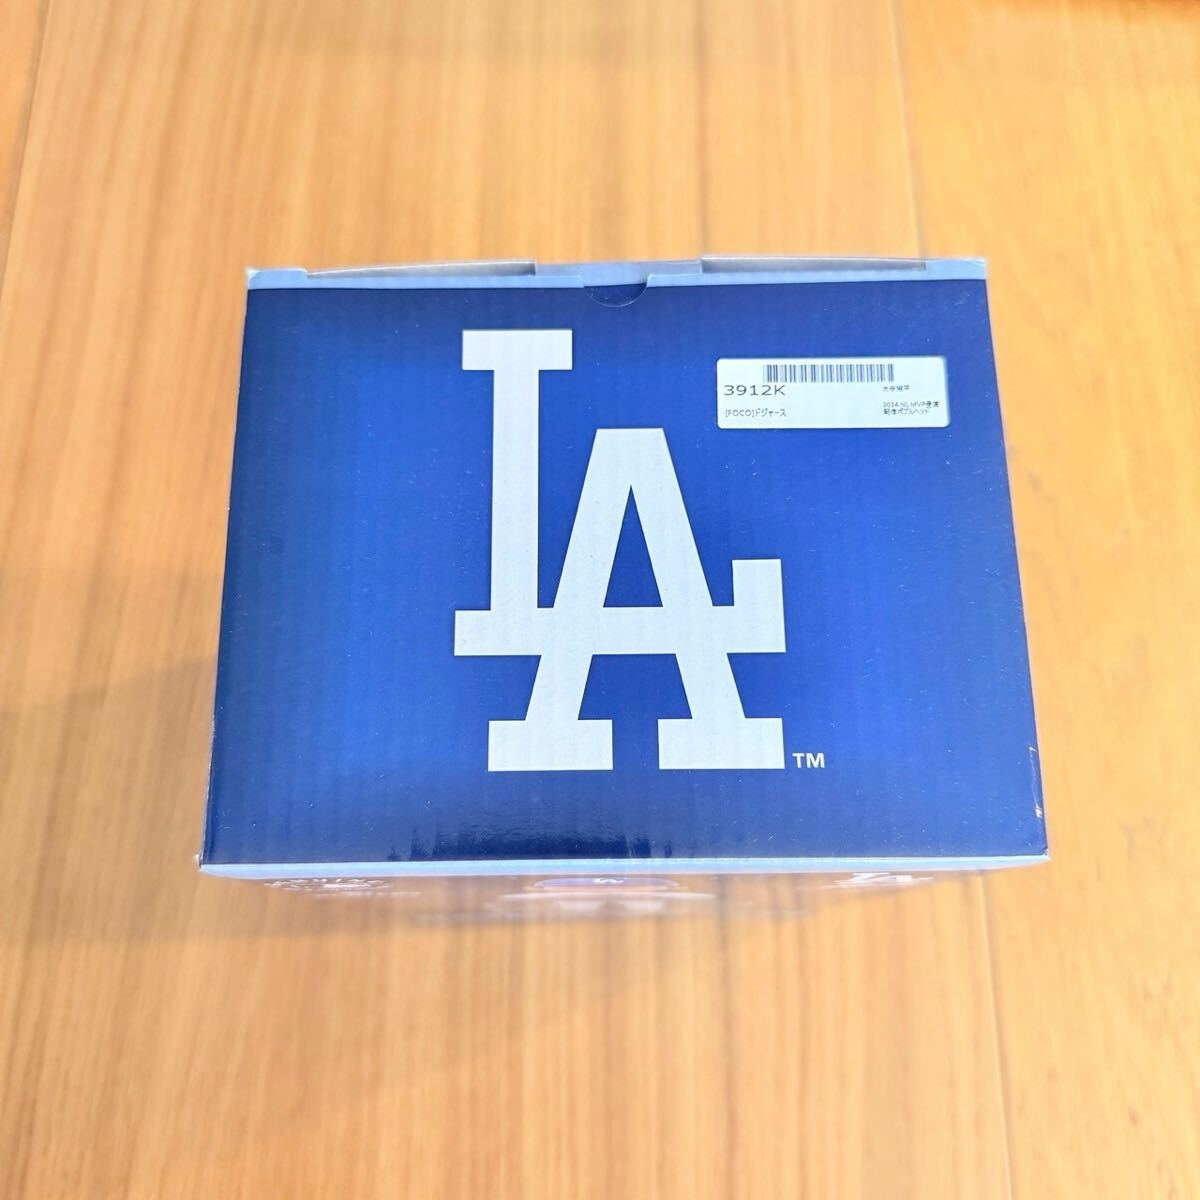 LA
TM
3912K
大谷翔平
[FOCO]ドジャース
2024 NL MVP受賞
記念ボブルヘッド